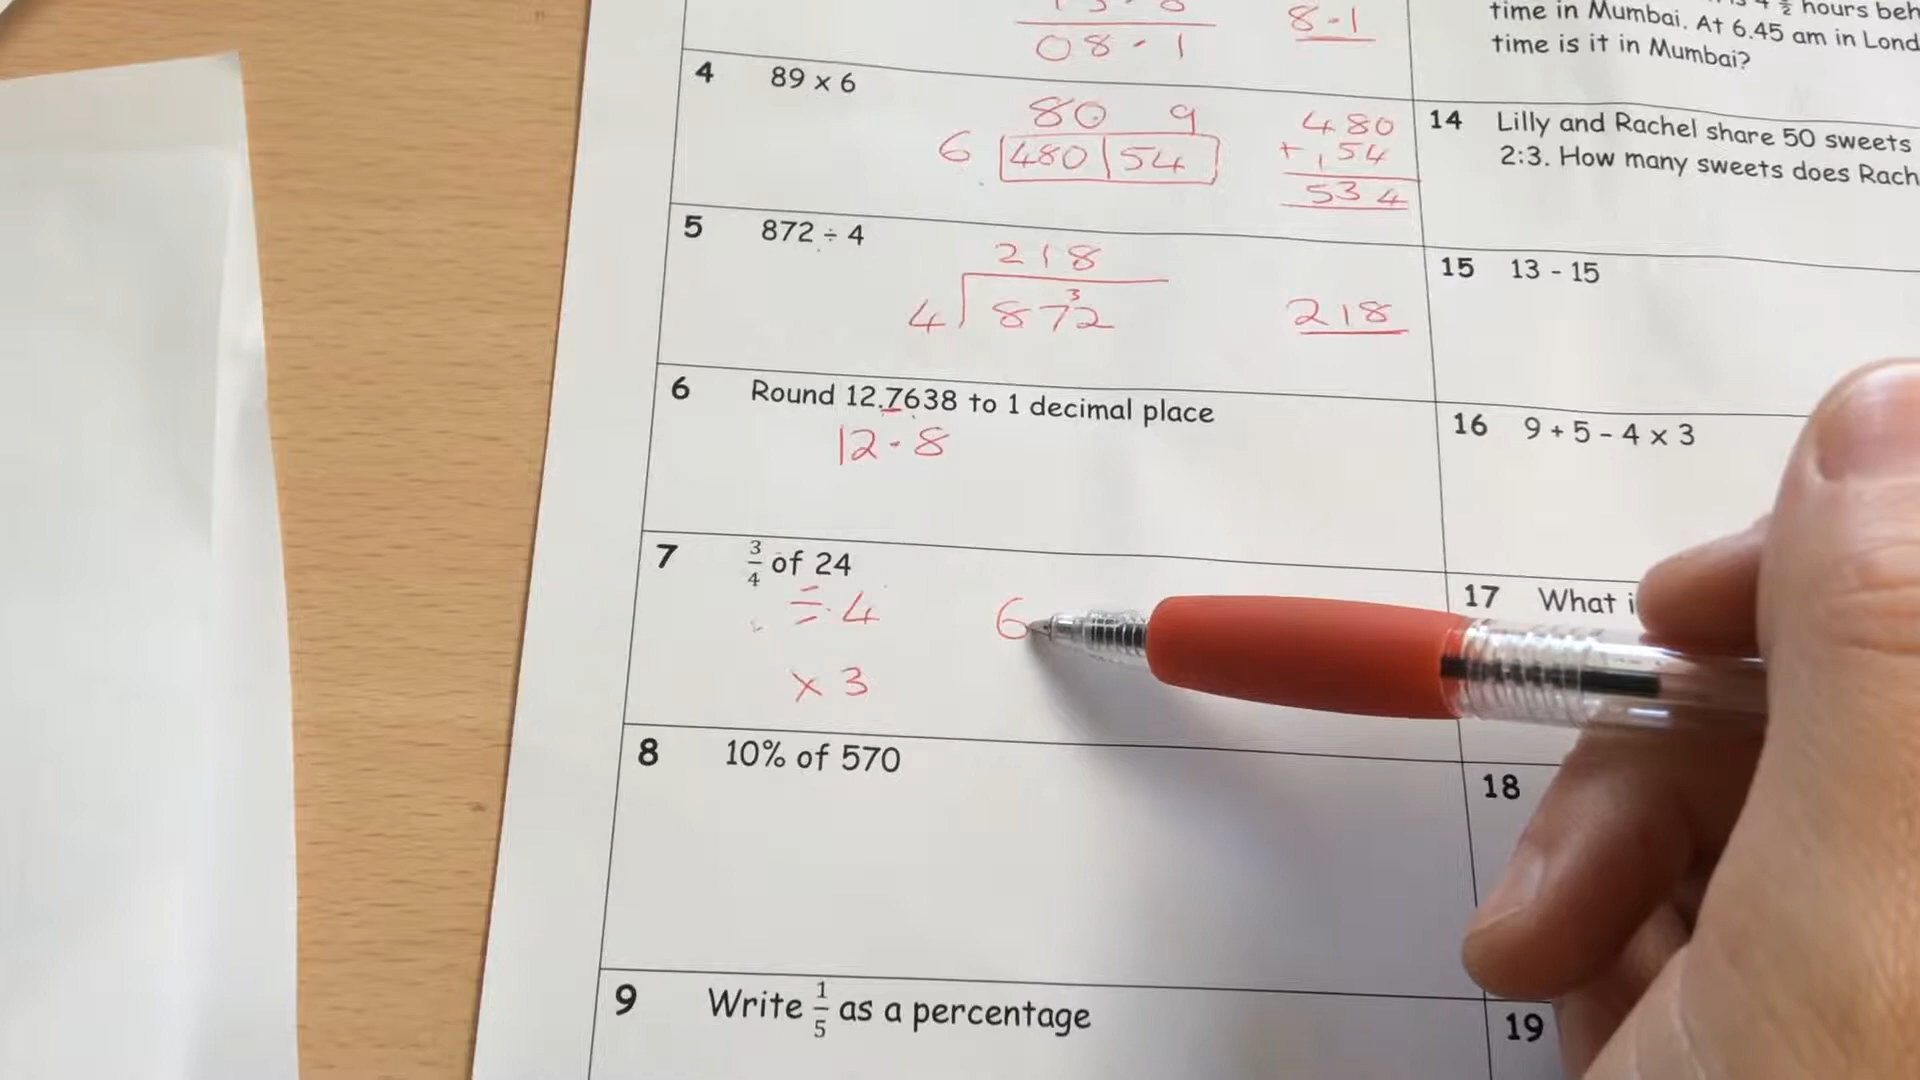 08.1
8.1
4 89 x 6
80 9
6 480 54
480
+ 54
534
5 872 ÷ 4
218
4 872
3
218
6 Round 12.7638 to 1 decimal place
12.8
7 3/4 of 24
÷ 4
6
x 3
8 10% of 570
9 Write 1/5 as a percentage
hours
time in Mumbai. At 6.45 am in
time is it in Mumbai?
14 Lilly and Rachel share 50 sweets
2:3. How many sweets does
15 13 - 15
16 9 + 5 - 4 x 3
17 What
18
19